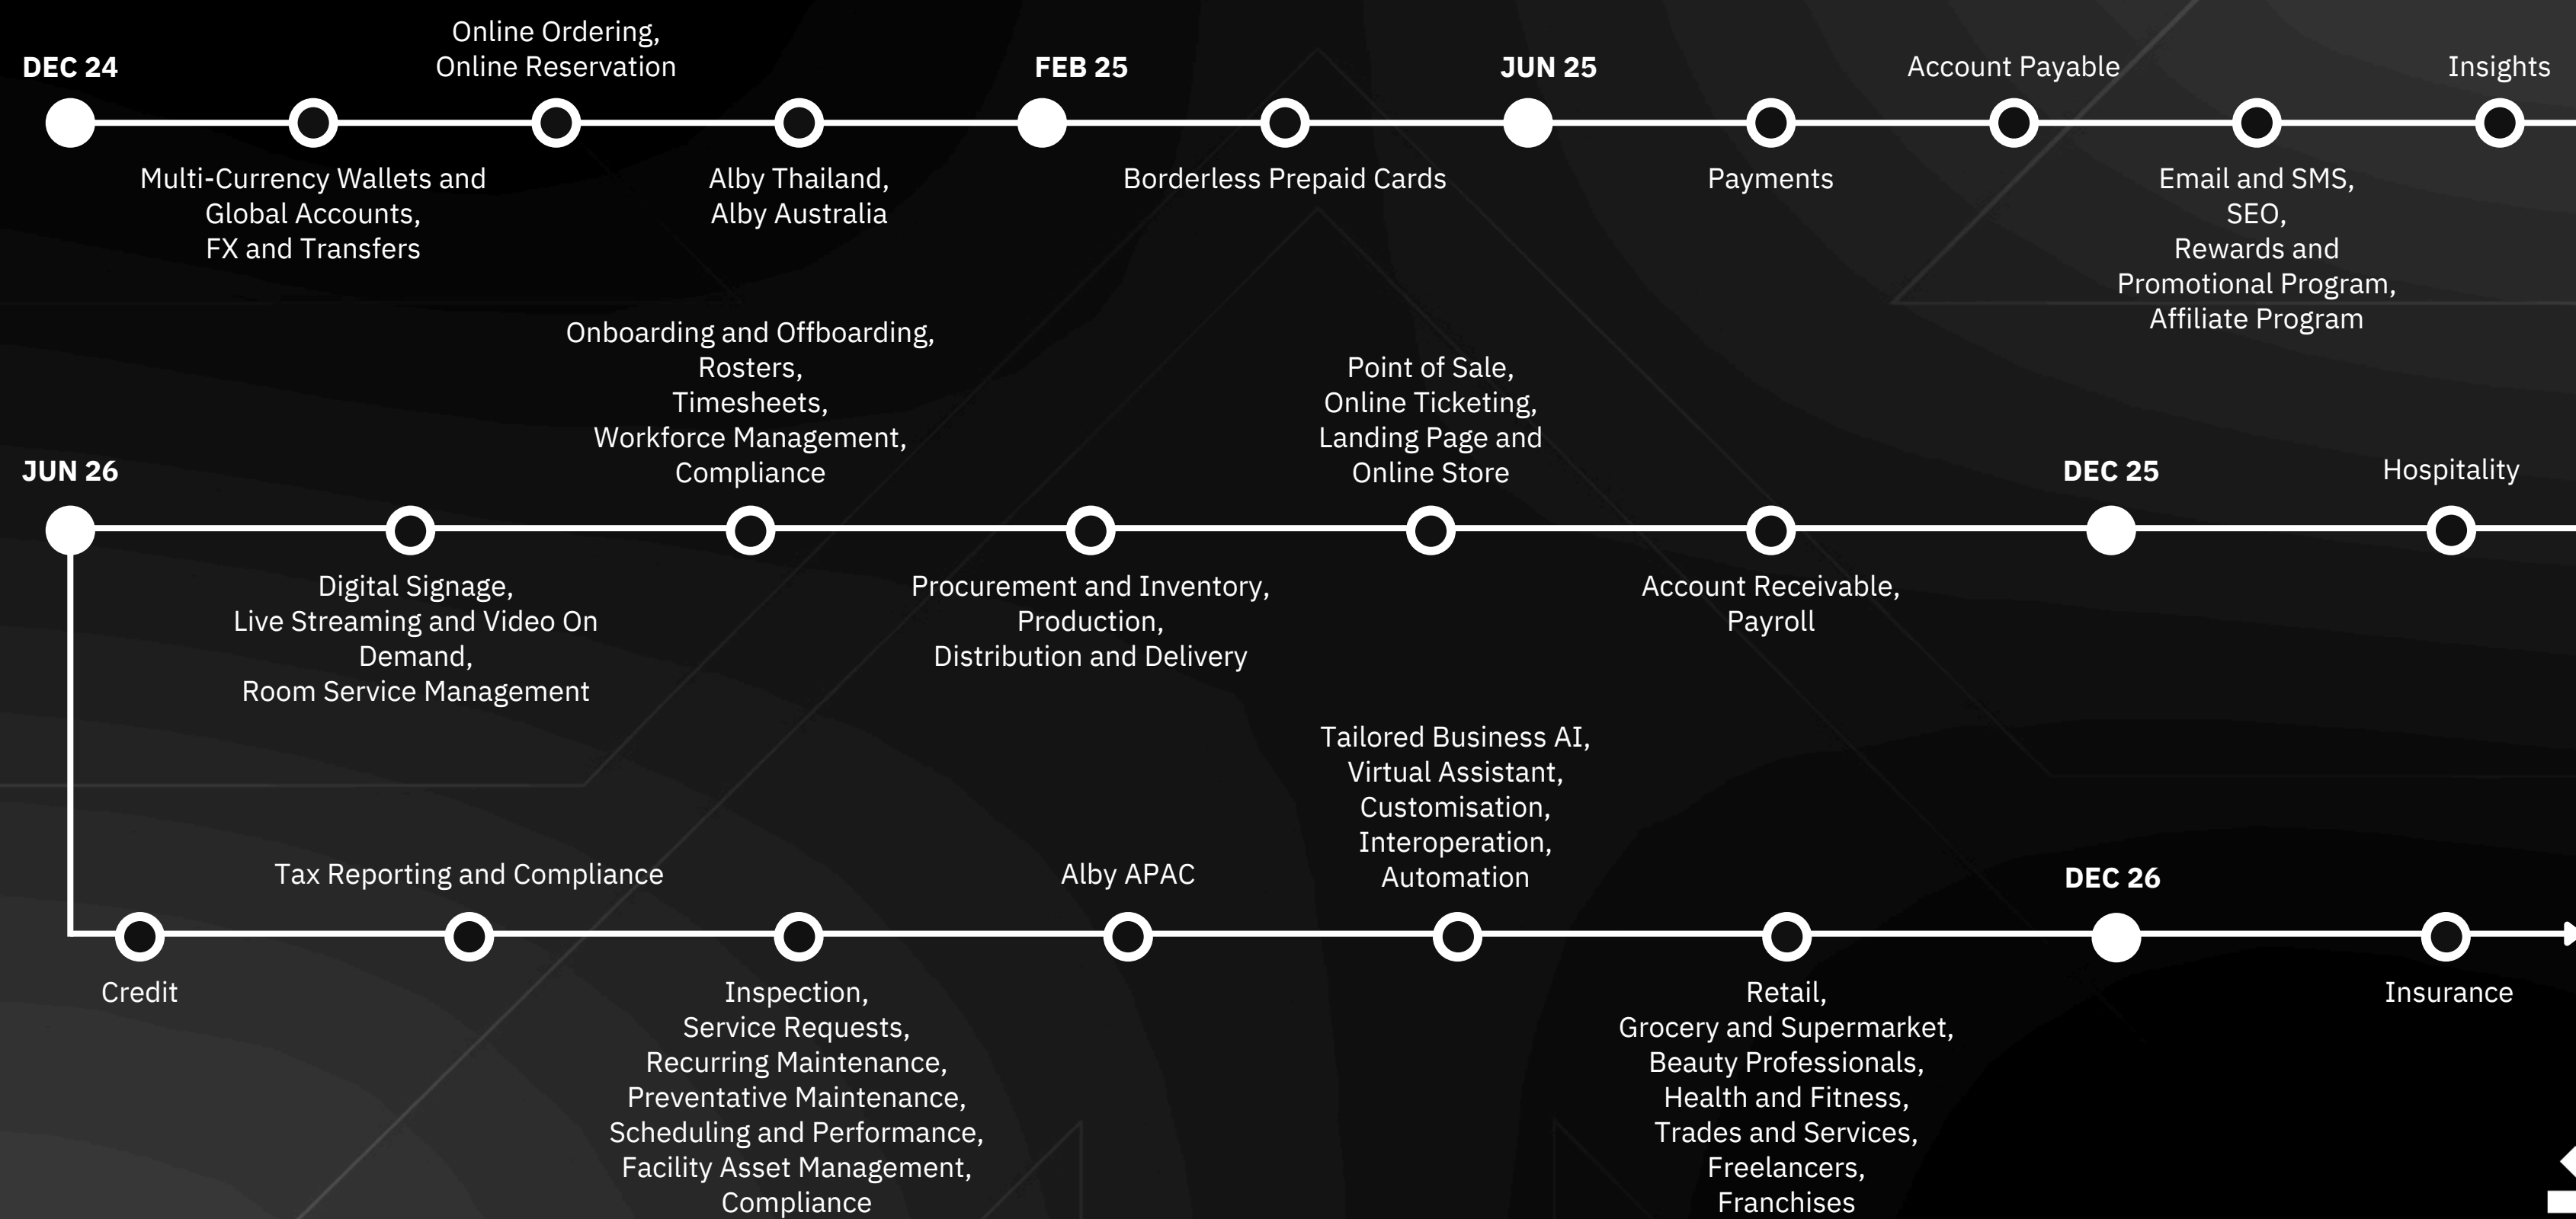 DEC 24
Multi-Currency Wallets and
Global Accounts,
FX and Transfers
Online Ordering,
Online Reservation
Alby Thailand,
Alby Australia
FEB 25
Borderless Prepaid Cards
JUN 25
Payments
Account Payable
Email and SMS,
SEO,
Rewards and
Promotional Program,
Affiliate Program
Insights
JUN 26
Digital Signage,
Live Streaming and Video On
Demand,
Room Service Management
Onboarding and Offboarding,
Rosters,
Timesheets,
Workforce Management,
Compliance
Procurement and Inventory,
Production,
Distribution and Delivery
Point of Sale,
Online Ticketing,
Landing Page and
Online Store
Account Receivable,
Payroll
DEC 25
Hospitality
Credit
Tax Reporting and Compliance
Inspection,
Service Requests,
Recurring Maintenance,
Preventative Maintenance,
Scheduling and Performance,
Facility Asset Management,
Compliance
Alby APAC
Tailored Business AI,
Virtual Assistant,
Customisation,
Interoperation,
Automation
Retail,
Grocery and Supermarket,
Beauty Professionals,
Health and Fitness,
Trades and Services,
Freelancers,
Franchises
DEC 26
Insurance